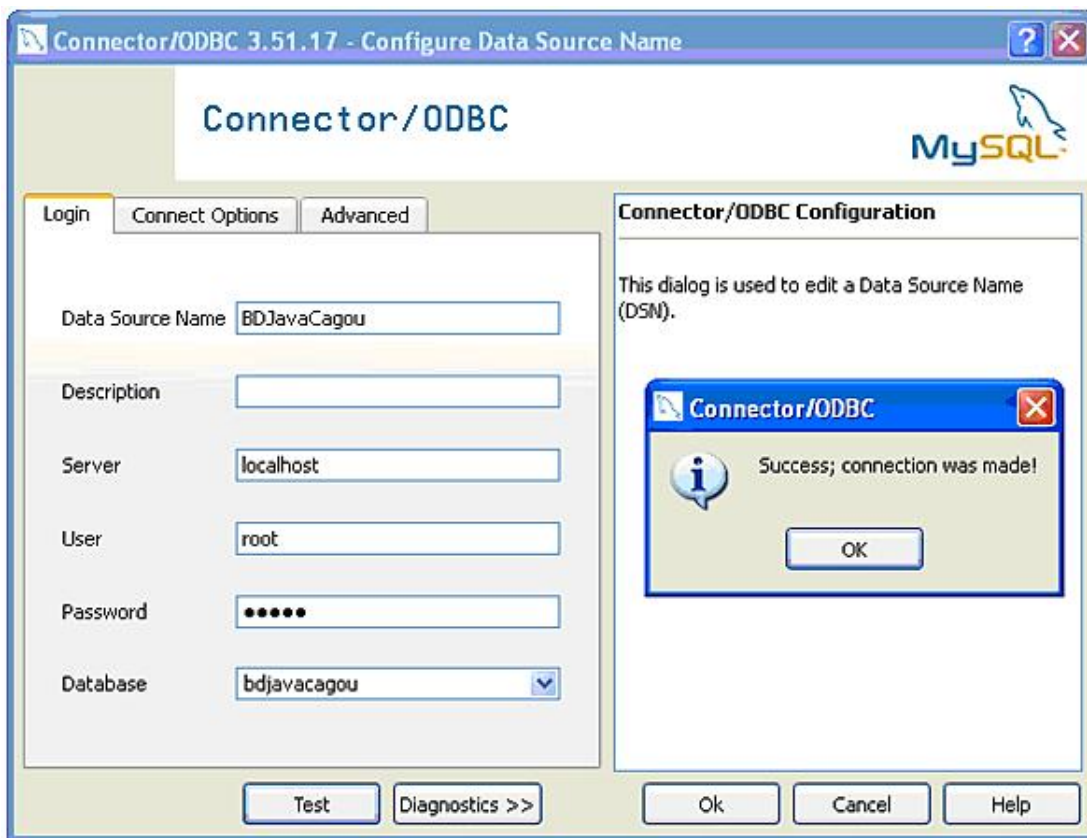 Connector/ODBC 3.51.17 - Configure Data Source Name
Connector/ODBC
MySQL
Login
Connect Options
Advanced
Data Source Name
BDJavaCagou
Description
Server
localhost
User
root
Password
•••••
Database
bdjavacagou
Connector/ODBC Configuration
This dialog is used to edit a Data Source Name
(DSN).
Connector/ODBC
Success; connection was made!
OK
Test
Diagnostics >>
Ok
Cancel
Help